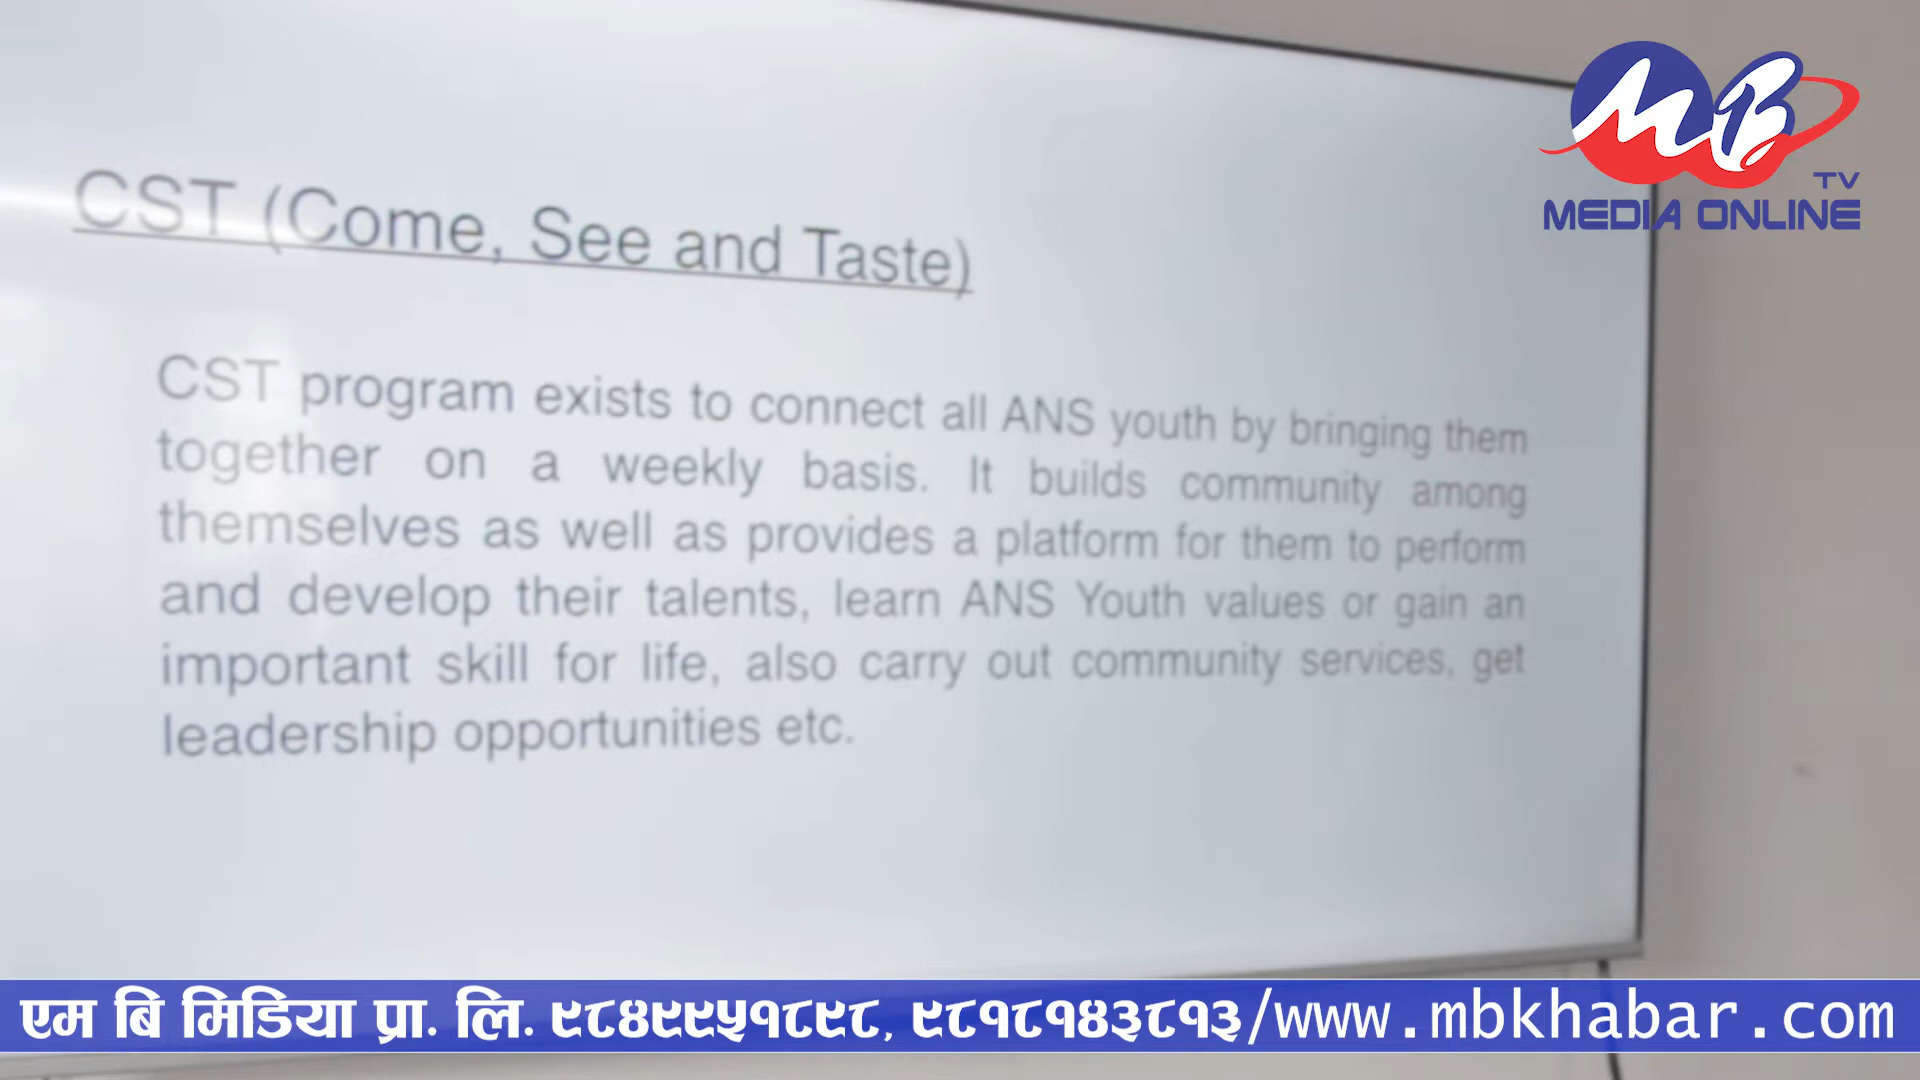 MB
TV
MEDIA ONLINE
CST (Come, See and Taste)
CST program exists to connect all ANS youth by bringing them
together on a weekly basis. It builds community among
themselves as well as provides a platform for them to perform
and develop their talents, learn ANS Youth values or gain an
important skill for life, also carry out community services, get
leadership opportunities etc.
एम बि मिडिया प्रा. लि. ९८४९९५१८९८, ९८१८१४३८१३/www.mbkhabar.com